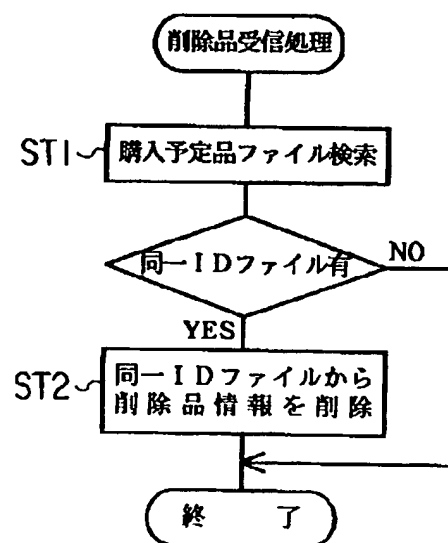 削除品受信処理
ST1
購入予定品ファイル検索
同一IDファイル有
NO
YES
ST2
同一IDファイルから
削除品情報を削除
終 了